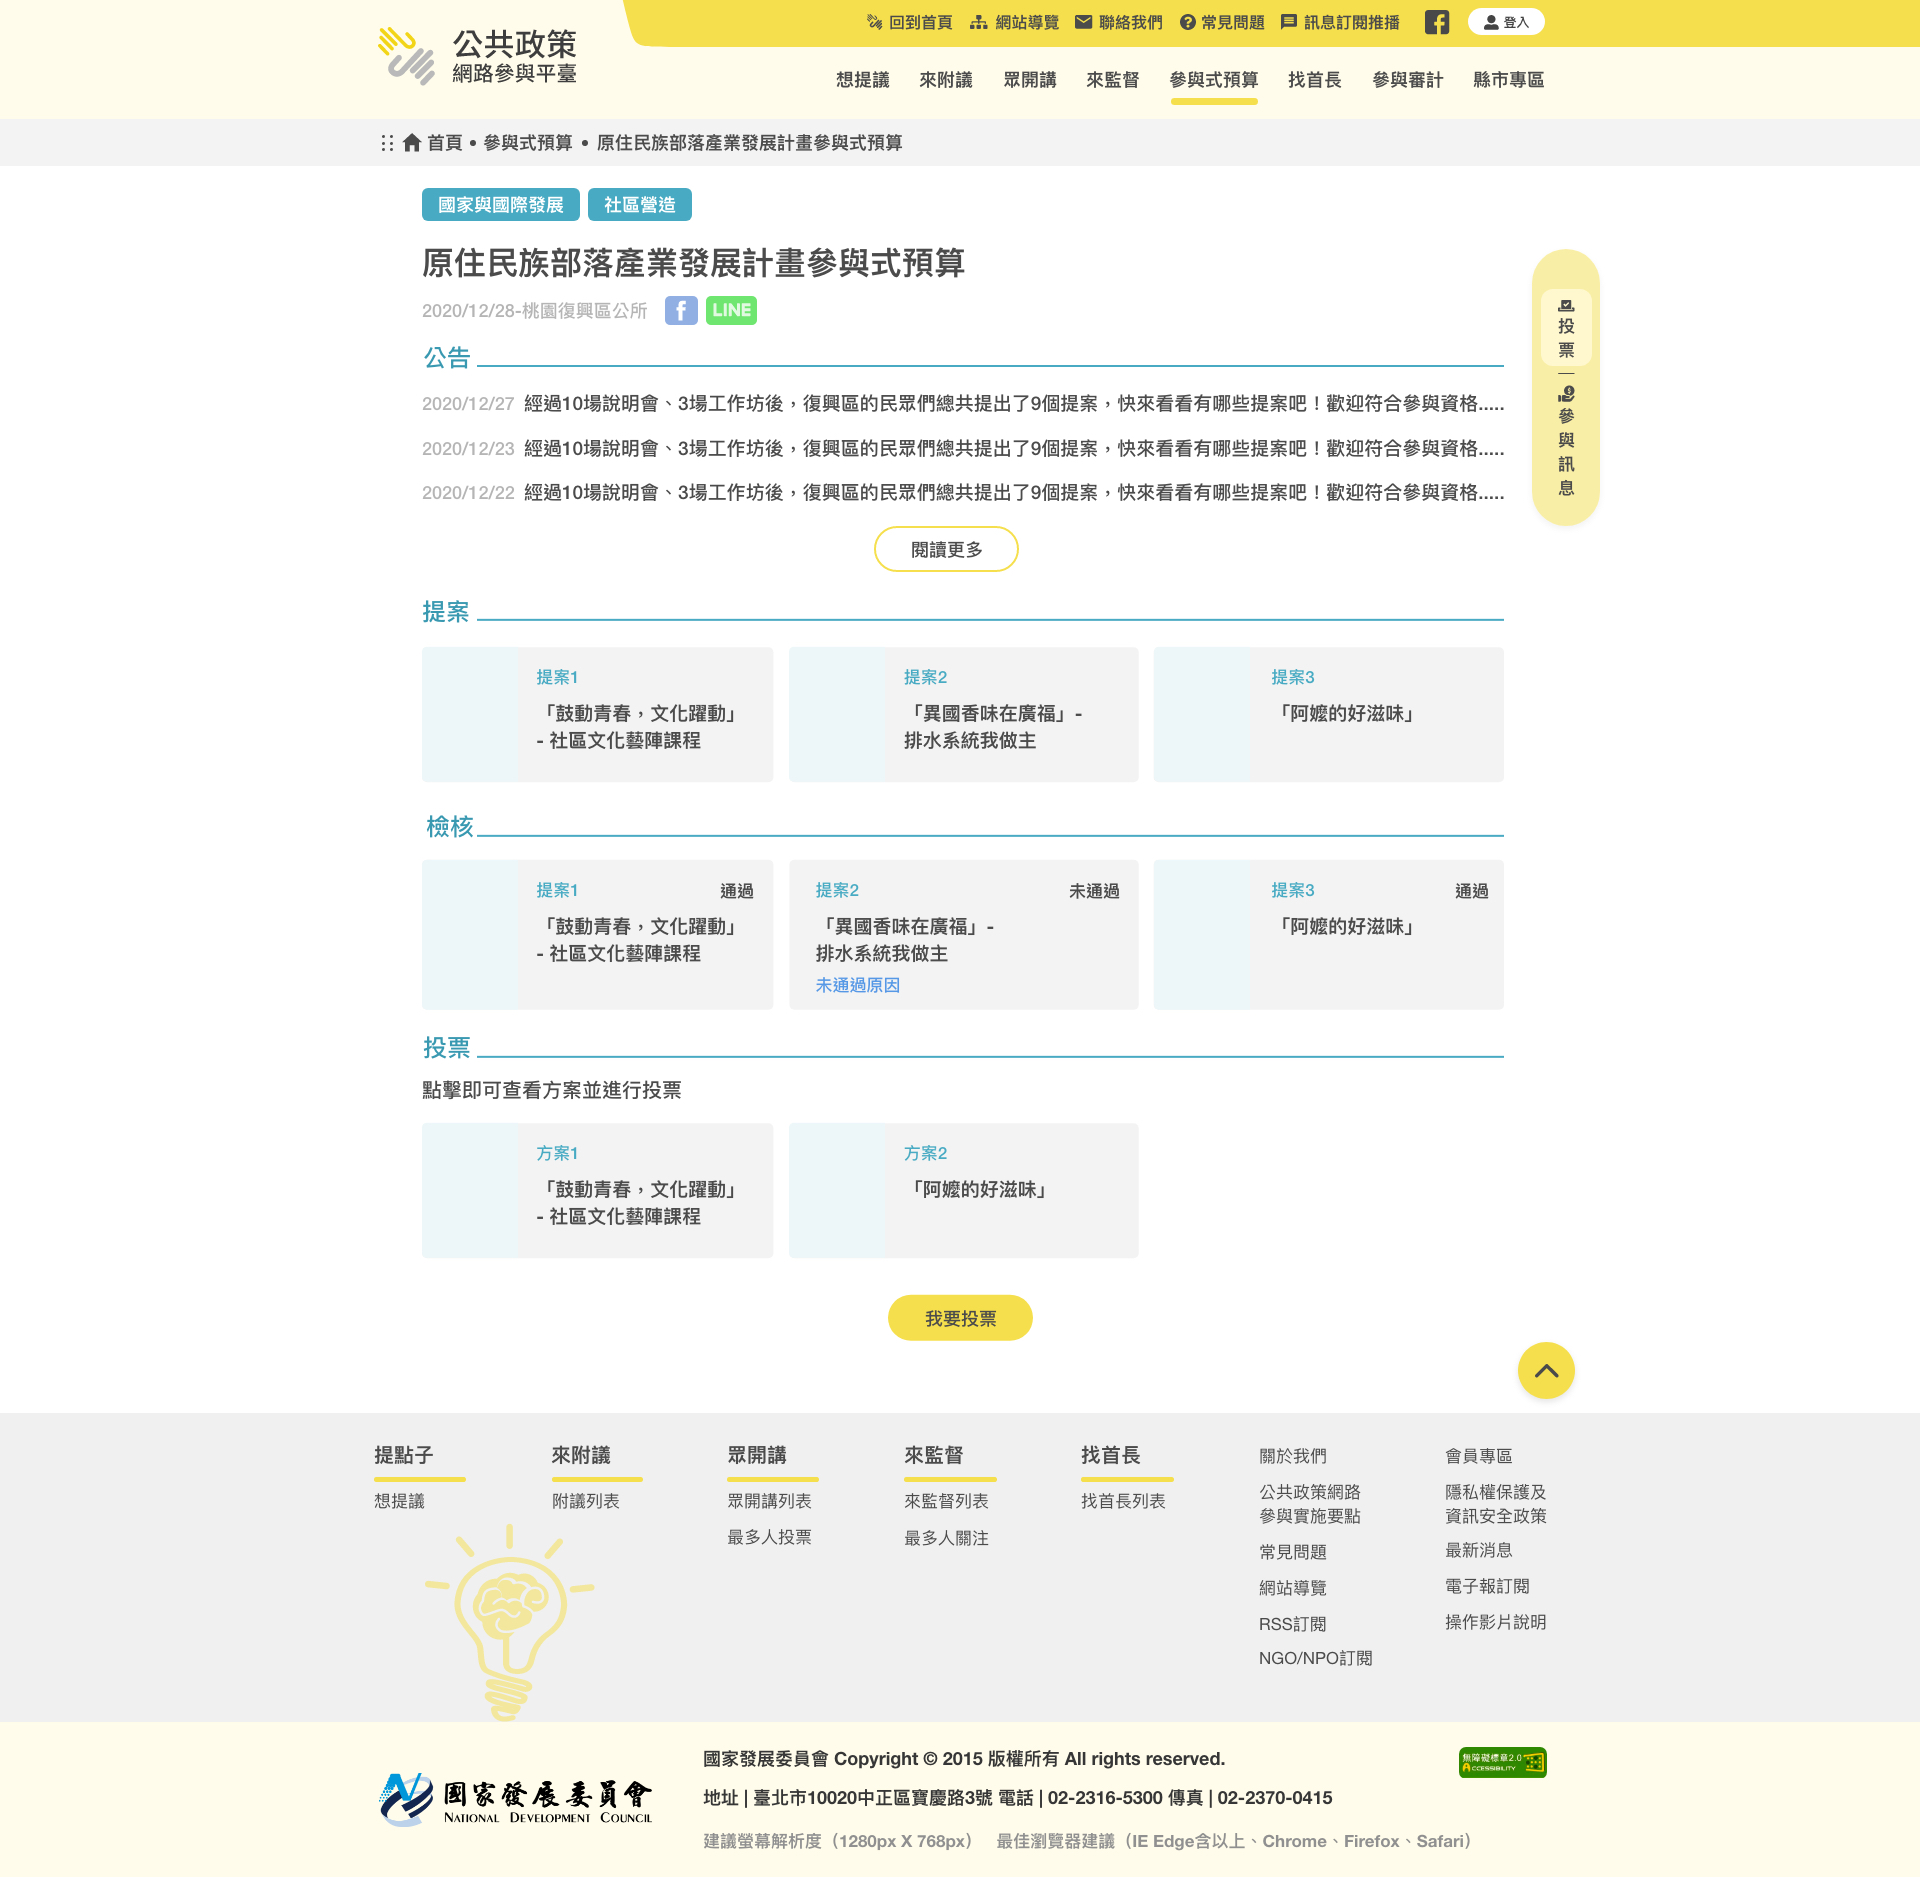 公共政策
網路參與平臺
回到首頁 網站導覽 聯絡我們 常見問題 訊息訂閱推播 登入
想提議 來附議 眾開講 來監督 參與式預算 找首長 參與審計 縣市專區
首頁 • 參與式預算 • 原住民族部落產業發展計畫參與式預算
國家與國際發展 社區營造
原住民族部落產業發展計畫參與式預算
2020/12/28-桃園復興區公所 f LINE
投票
參與訊息
公告
2020/12/27 經過10場說明會、3場工作坊後，復興區的民眾們總共提出了9個提案，快來看看有哪些提案吧！歡迎符合參與資格.....
2020/12/23 經過10場說明會、3場工作坊後，復興區的民眾們總共提出了9個提案，快來看看有哪些提案吧！歡迎符合參與資格.....
2020/12/22 經過10場說明會、3場工作坊後，復興區的民眾們總共提出了9個提案，快來看看有哪些提案吧！歡迎符合參與資格.....
閱讀更多
提案
提案1
「鼓動青春，文化躍動」
- 社區文化藝陣課程
提案2
「異國香味在廣福」-
排水系統我做主
提案3
「阿嬤的好滋味」
檢核
提案1 通過
「鼓動青春，文化躍動」
- 社區文化藝陣課程
提案2 未通過
「異國香味在廣福」-
排水系統我做主
未通過原因
提案3 通過
「阿嬤的好滋味」
投票
點擊即可查看方案並進行投票
方案1
「鼓動青春，文化躍動」
- 社區文化藝陣課程
方案2
「阿嬤的好滋味」
我要投票
提點子
想提議
來附議
附議列表
眾開講
眾開講列表
最多人投票
來監督
來監督列表
最多人關注
找首長
找首長列表
關於我們
公共政策網路
參與實施要點
常見問題
網站導覽
RSS訂閱
NGO/NPO訂閱
會員專區
隱私權保護及
資訊安全政策
最新消息
電子報訂閱
操作影片說明
國家發展委員會
NATIONAL DEVELOPMENT COUNCIL
國家發展委員會 Copyright © 2015 版權所有 All rights reserved.
地址 | 臺北市10020中正區寶慶路3號 電話 | 02-2316-5300 傳真 | 02-2370-0415
建議螢幕解析度（1280px X 768px） 最佳瀏覽器建議（IE Edge含以上、Chrome、Firefox、Safari）
無障礙標章2.0
ACCESSIBILITY